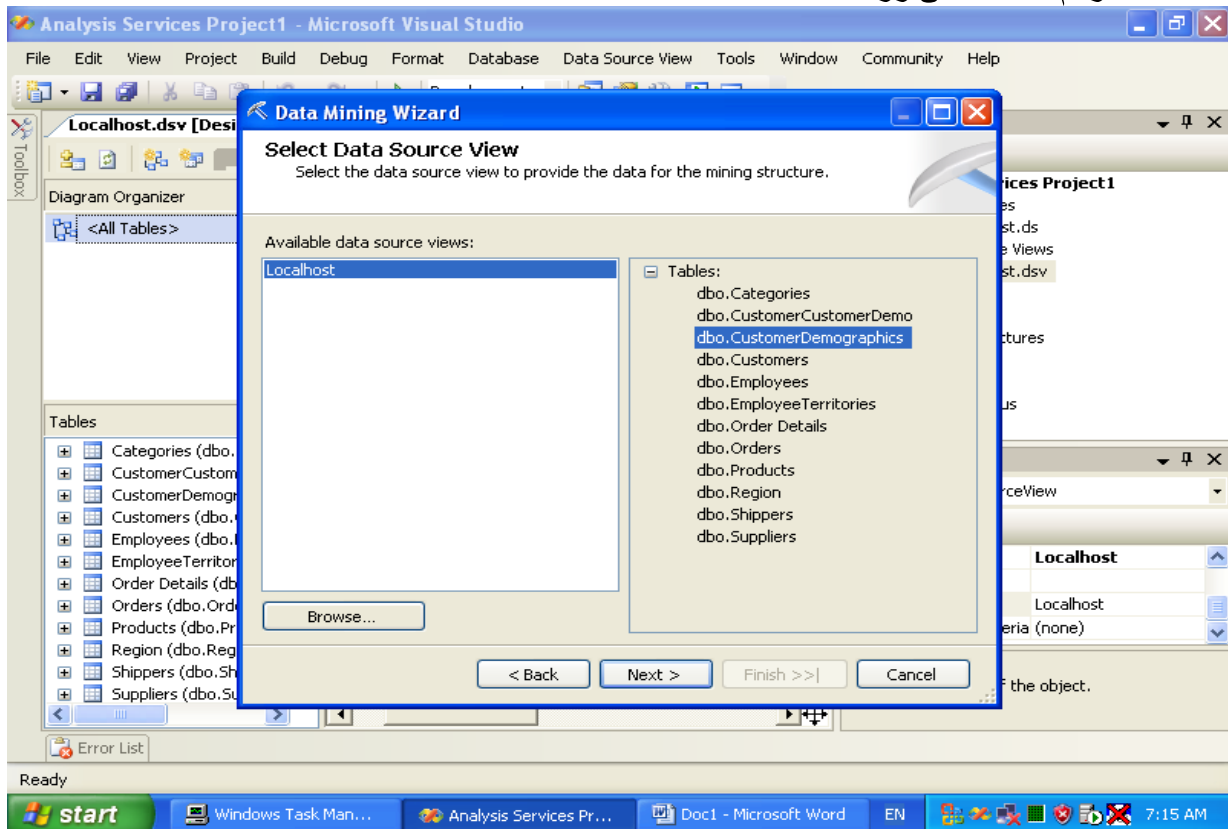 Analysis Services Project1 - Microsoft Visual Studio
File Edit View Project Build Debug Format Database Data Source View Tools Window Community Help
Localhost.dsv [Desi
Toolbox
Diagram Organizer
<All Tables>
Tables
Categories (dbo.
CustomerCustom
CustomerDemogr
Customers (dbo.
Employees (dbo.
EmployeeTerritor
Order Details (db
Orders (dbo.Orde
Products (dbo.Pr
Region (dbo.Reg
Shippers (dbo.Sh
Suppliers (dbo.Su
Data Mining Wizard
Select Data Source View
Select the data source view to provide the data for the mining structure.
Available data source views:
Localhost
Browse...
Tables:
dbo.Categories
dbo.CustomerCustomerDemo
dbo.CustomerDemographics
dbo.Customers
dbo.Employees
dbo.EmployeeTerritories
dbo.Order Details
dbo.Orders
dbo.Products
dbo.Region
dbo.Shippers
dbo.Suppliers
< Back Next > Finish >>| Cancel
ices Project1
es
st.ds
e Views
st.dsv
tures
us
rceView
Localhost
Localhost
eria (none)
f the object.
Error List
Ready
start Windows Task Man... Analysis Services Pr... Doc1 - Microsoft Word EN 7:15 AM